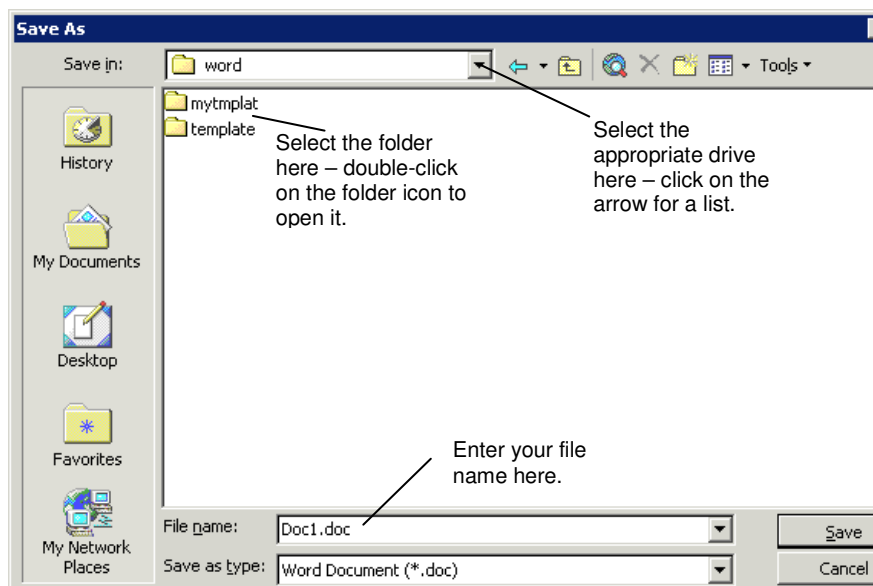 Save As
Save in:
word
Tools
mytmplat
template
Select the folder
here – double-click
on the folder icon to
open it.
Select the
appropriate drive
here – click on the
arrow for a list.
History
My Documents
Desktop
Favorites
My Network
Places
Enter your file
name here.
File name:
Doc1.doc
Save
Save as type:
Word Document (*.doc)
Cancel